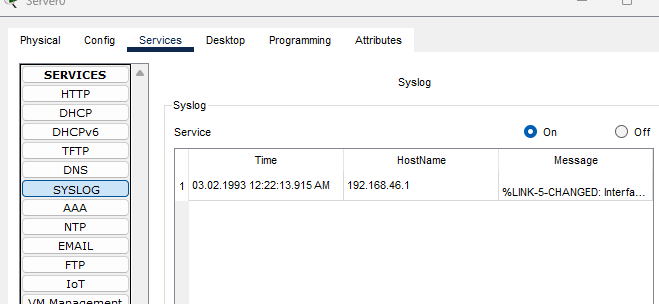 Server0
Physical Config Services Desktop Programming Attributes
SERVICES
HTTP
DHCP
DHCPv6
TFTP
DNS
SYSLOG
AAA
NTP
EMAIL
FTP
IoT
VM Management
Syslog
Syslog
Service On Off
Time HostName Message
1 03.02.1993 12:22:13.915 AM 192.168.46.1 %LINK-5-CHANGED: Interfa...